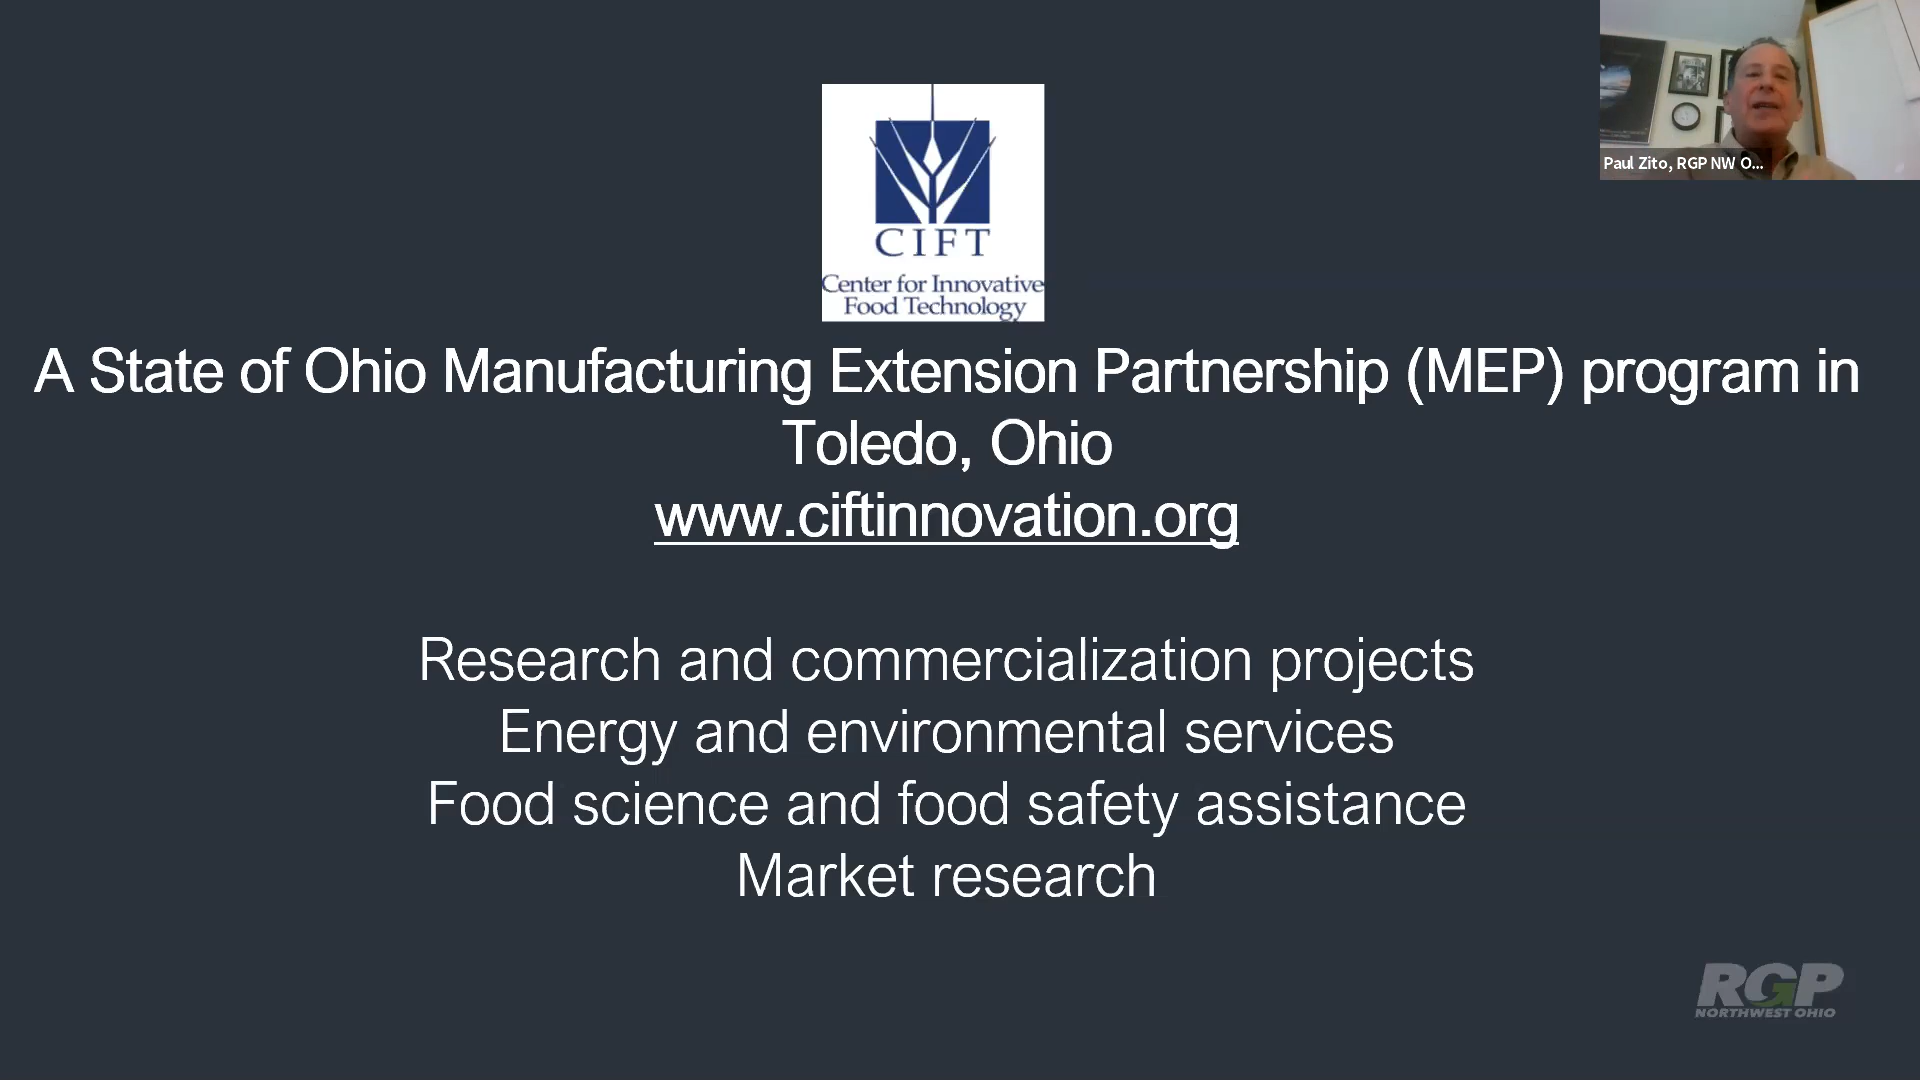 Paul Zito, RGP NW O...
CIFT
Center for Innovative
Food Technology
A State of Ohio Manufacturing Extension Partnership (MEP) program in
Toledo, Ohio
www.ciftinnovation.org
Research and commercialization projects
Energy and environmental services
Food science and food safety assistance
Market research
RGP
NORTHWEST OHIO